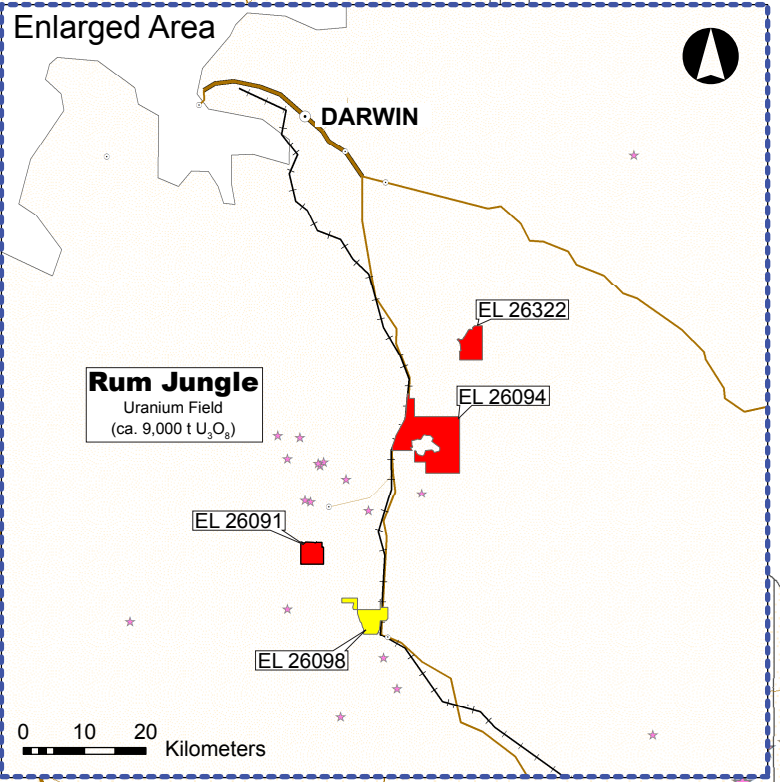 Enlarged Area
DARWIN
EL 26322
Rum Jungle
Uranium Field
(ca. 9,000 t U₃O₈)
EL 26094
EL 26091
EL 26098
0 10 20
Kilometers